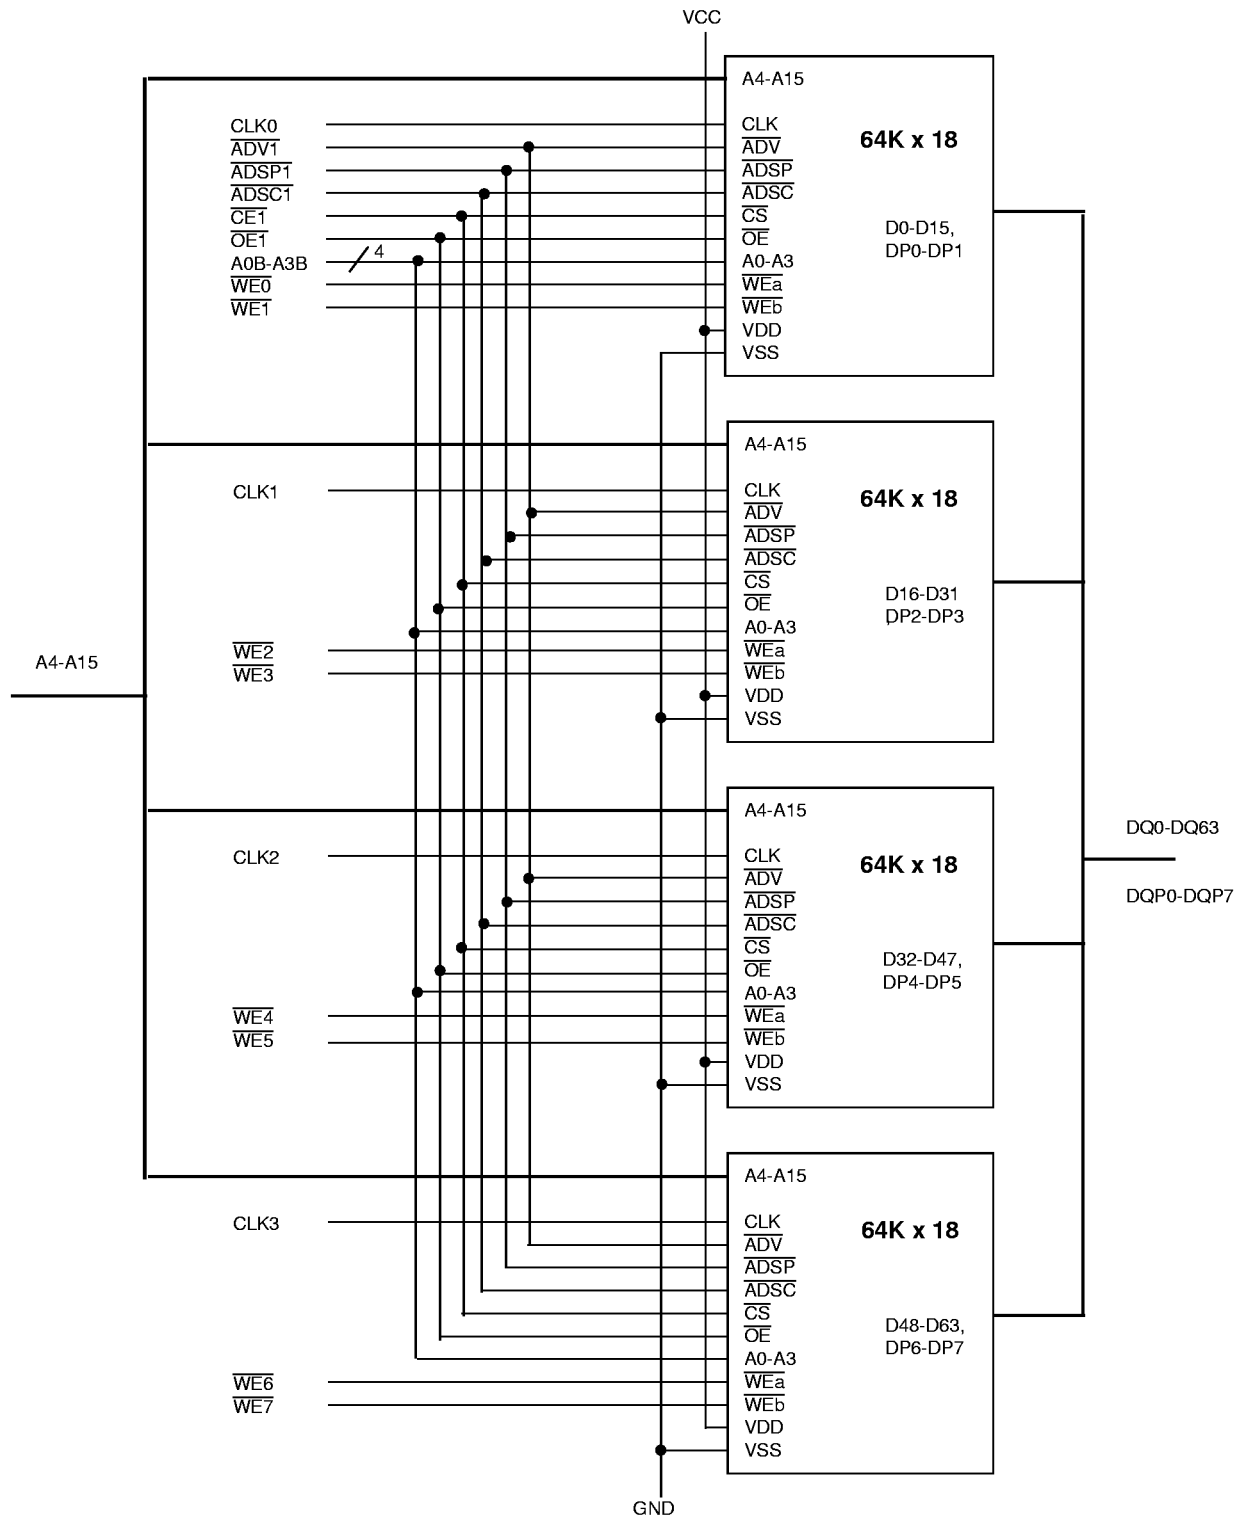 VCC
A4-A15
CLK0 CLK
ADV1 ADV
64K x 18
ADSP1 ADSP
ADSC1 ADSC
CE1 CS
D0-D15,
OE1 OE
DP0-DP1
4
A0B-A3B A0-A3
WE0 WEa
WE1 WEb
VDD
VSS
A4-A15
CLK1 CLK
64K x 18
ADV
ADSP
ADSC
CS
D16-D31
OE
DP2-DP3
A0-A3
WE2 WEa
A4-A15
WE3 WEb
VDD
VSS
A4-A15
DQ0-DQ63
CLK2 CLK
64K x 18
ADV
DQP0-DQP7
ADSP
ADSC
CS
D32-D47,
OE
DP4-DP5
A0-A3
WE4 WEa
WE5 WEb
VDD
VSS
A4-A15
CLK3 CLK
64K x 18
ADV
ADSP
ADSC
CS
D48-D63,
OE
DP6-DP7
A0-A3
WE6 WEa
WE7 WEb
VDD
VSS
GND